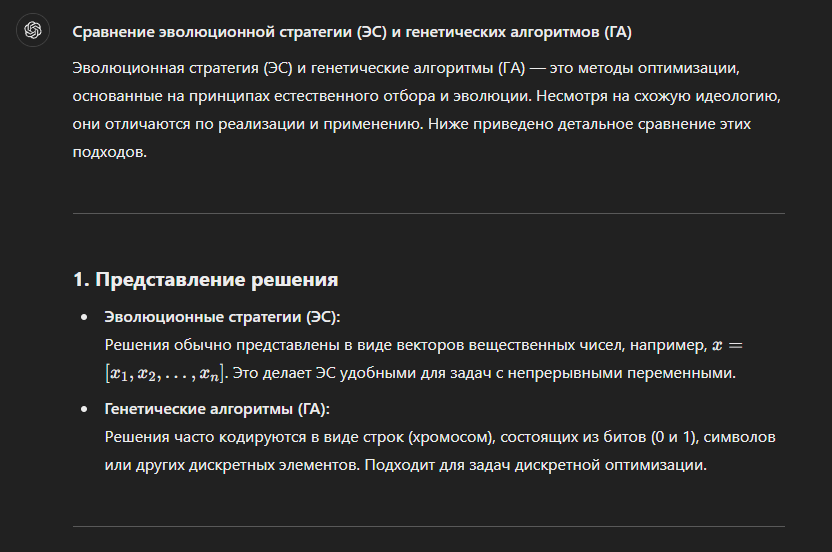 Сравнение эволюционной стратегии (ЭС) и генетических алгоритмов (ГА)
Эволюционная стратегия (ЭС) и генетические алгоритмы (ГА) — это методы оптимизации,
основанные на принципах естественного отбора и эволюции. Несмотря на схожую идеологию,
они отличаются по реализации и применению. Ниже приведено детальное сравнение этих
подходов.
1. Представление решения
• Эволюционные стратегии (ЭС):
Решения обычно представлены в виде векторов вещественных чисел, например, x =
[x₁, x₂, . . . , xₙ]. Это делает ЭС удобными для задач с непрерывными переменными.
• Генетические алгоритмы (ГА):
Решения часто кодируются в виде строк (хромосом), состоящих из битов (0 и 1), символов
или других дискретных элементов. Подходит для задач дискретной оптимизации.